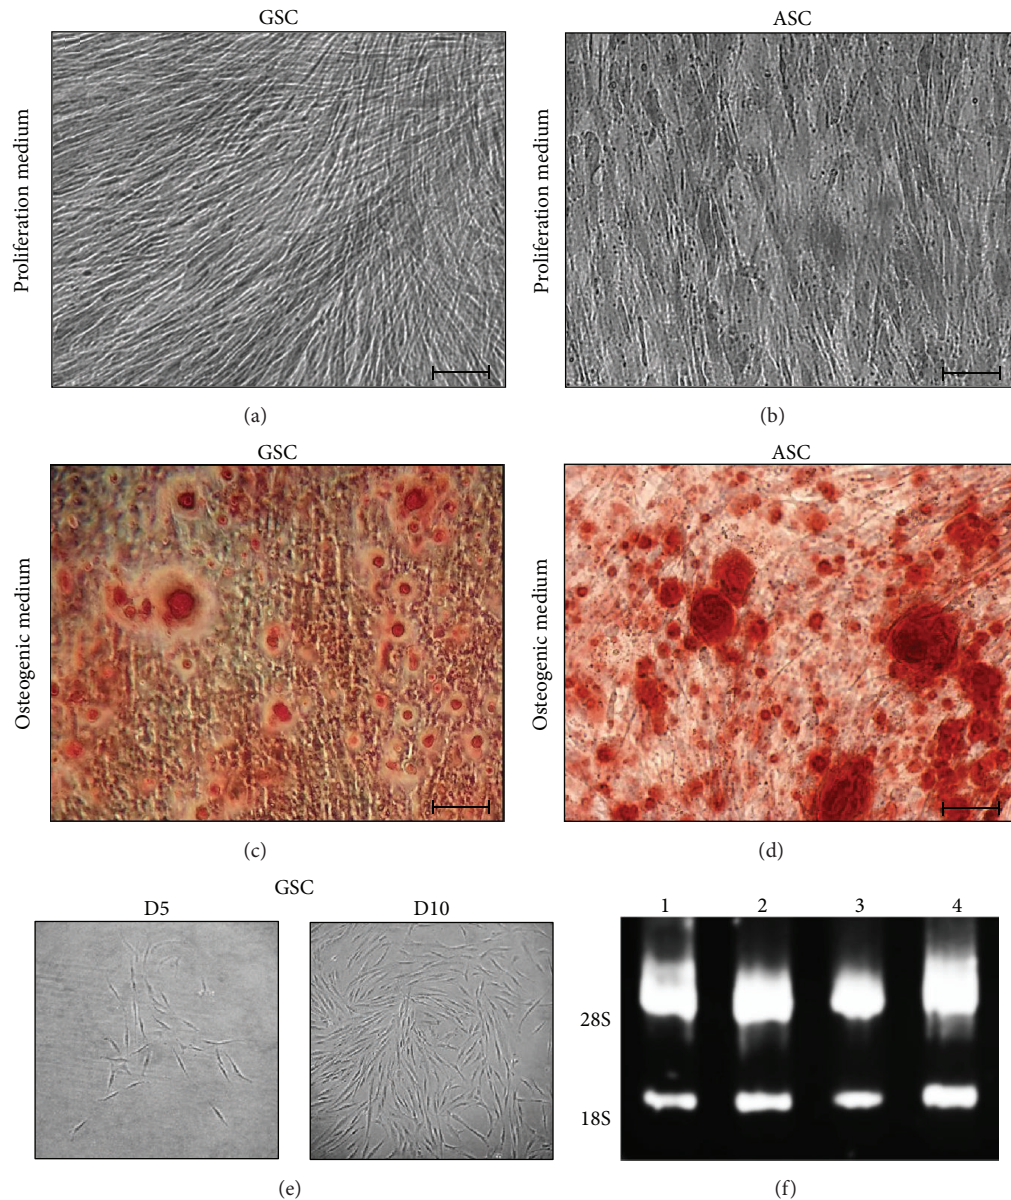 GSC
ASC
Proliferation medium
Proliferation medium
(a)
(b)
GSC
ASC
Osteogenic medium
Osteogenic medium
(c)
(d)
GSC
D5
D10
1
2
3
4
28S
18S
(e)
(f)